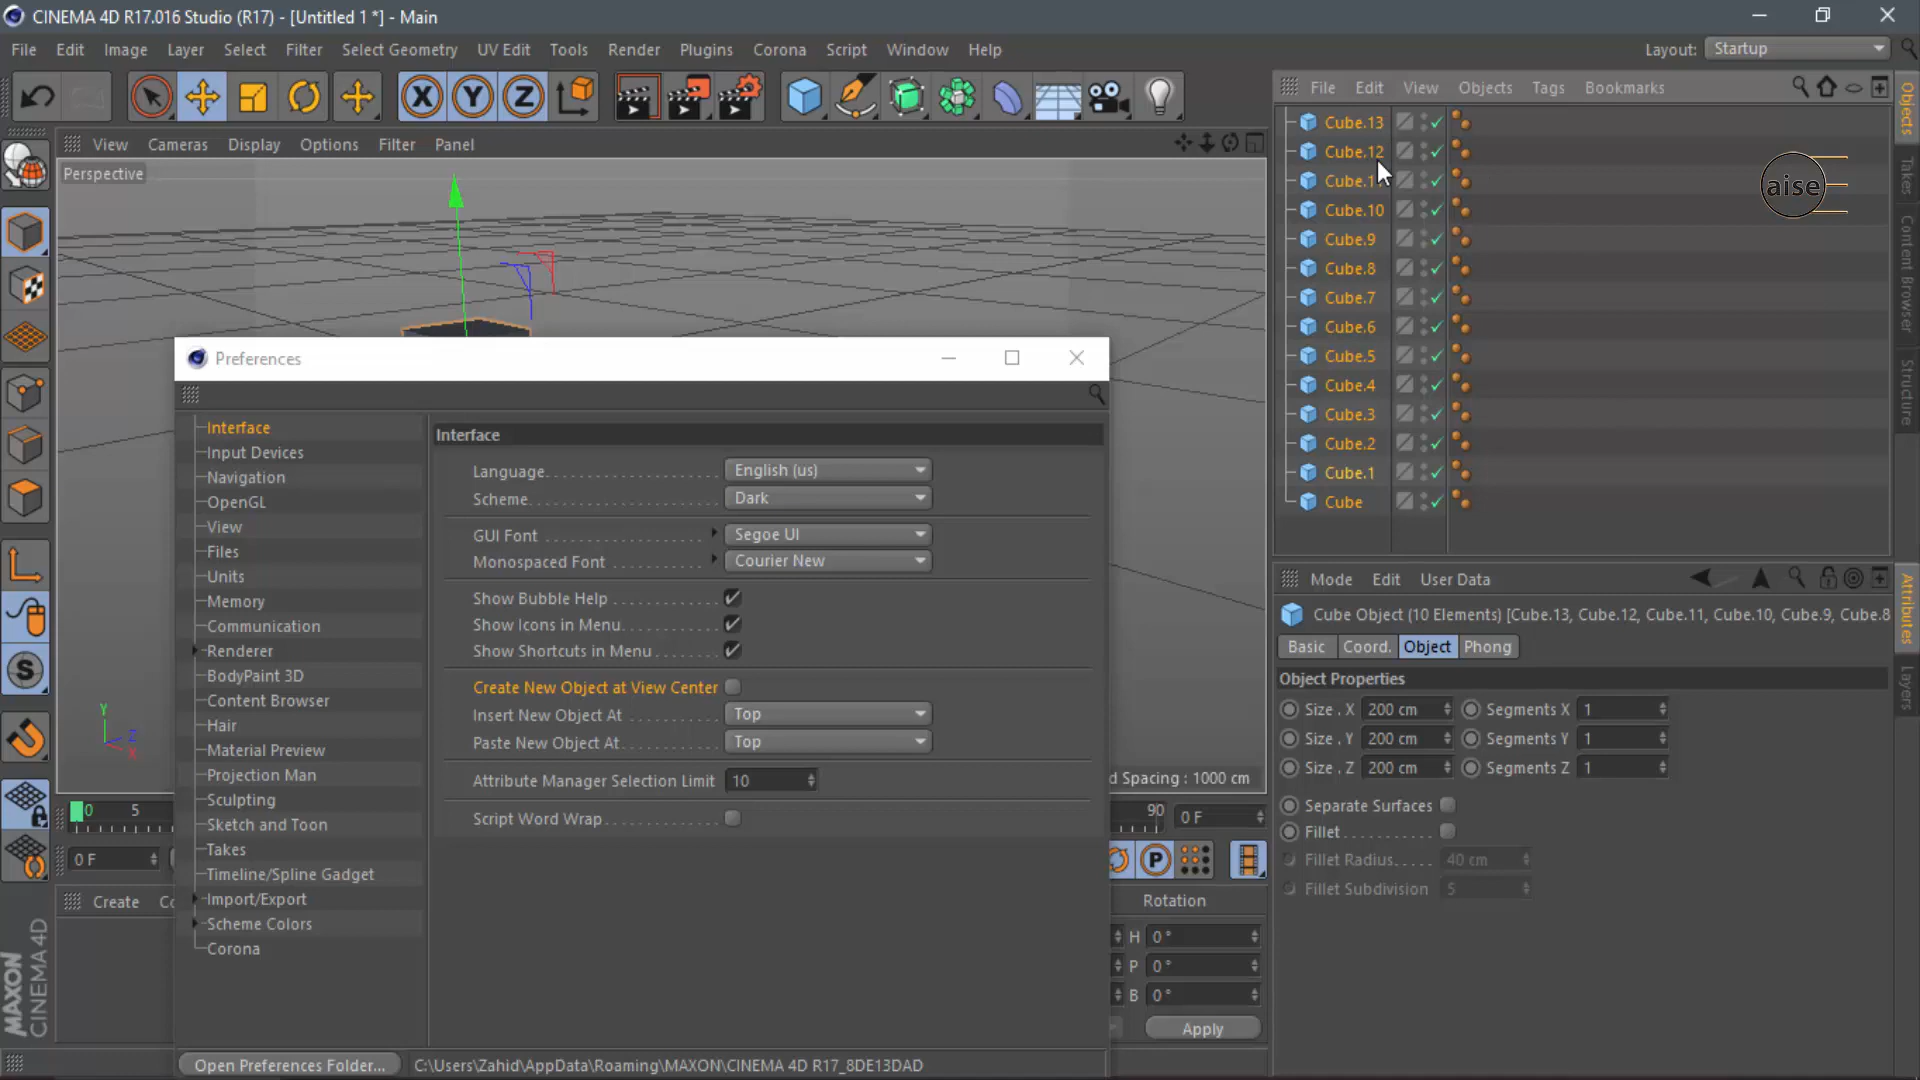 CINEMA 4D R17.016 Studio (R17) - [Untitled 1 *] - Main
File Edit Image Layer Select Filter Select Geometry UV Edit Tools Render Plugins Corona Script Window Help
Layout: Startup
File Edit View Objects Tags Bookmarks
View Cameras Display Options Filter Panel
Perspective
Cube.13
Cube.12
Cube.1
Cube.10
Cube.9
Cube.8
Cube.7
Cube.6
Cube.5
Cube.4
Cube.3
Cube.2
Cube.1
Cube
aise
Objects
Takes
Content Browser
Structure
Attributes
Layers
Preferences
Interface
Input Devices
Navigation
OpenGL
View
Files
Units
Memory
Communication
Renderer
BodyPaint 3D
Content Browser
Hair
Material Preview
Projection Man
Sculpting
Sketch and Toon
Takes
Timeline/Spline Gadget
Import/Export
Scheme Colors
Corona
Interface
Language English (us)
Scheme Dark
GUI Font Segoe UI
Monospaced Font Courier New
Show Bubble Help
Show Icons in Menu
Show Shortcuts in Menu
Create New Object at View Center
Insert New Object At Top
Paste New Object At Top
Attribute Manager Selection Limit 10
Script Word Wrap
Open Preferences Folder... C:\Users\Zahid\AppData\Roaming\MAXON\CINEMA 4D R17_8DE13DAD
Y Z X
d Spacing : 1000 cm
0 5
90 0 F
0 F
Create Co
P
Rotation
H 0 °
P 0 °
B 0 °
Apply
MAXON
CINEMA 4D
Mode Edit User Data
Cube Object (10 Elements) [Cube.13, Cube.12, Cube.11, Cube.10, Cube.9, Cube.8
Basic Coord. Object Phong
Object Properties
Size . X 200 cm Segments X 1
Size . Y 200 cm Segments Y 1
Size . Z 200 cm Segments Z 1
Separate Surfaces
Fillet
Fillet Radius 40 cm
Fillet Subdivision 5
X Y Z
S